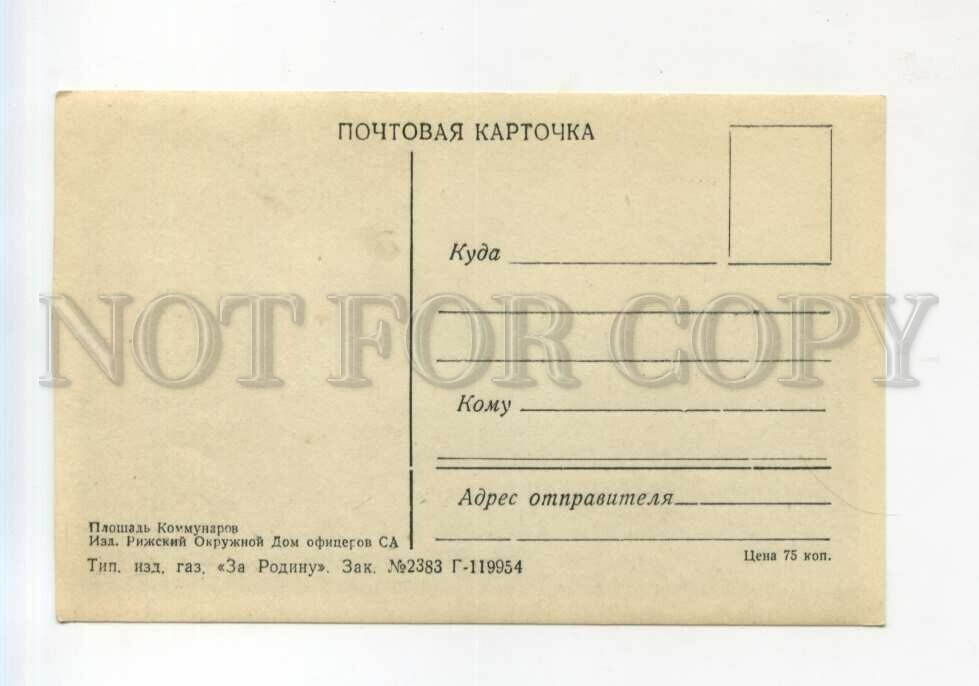 ПОЧТОВАЯ КАРТОЧКА
Куда
NOT FOR COPY
Кому
Адрес отправителя
Площадь Коммунаров
Изд. Рижский Окружной Дом офицеров СА
Тип. изд. газ. «За Родину». Зак. №2383 Г-119954
Цена 75 коп.